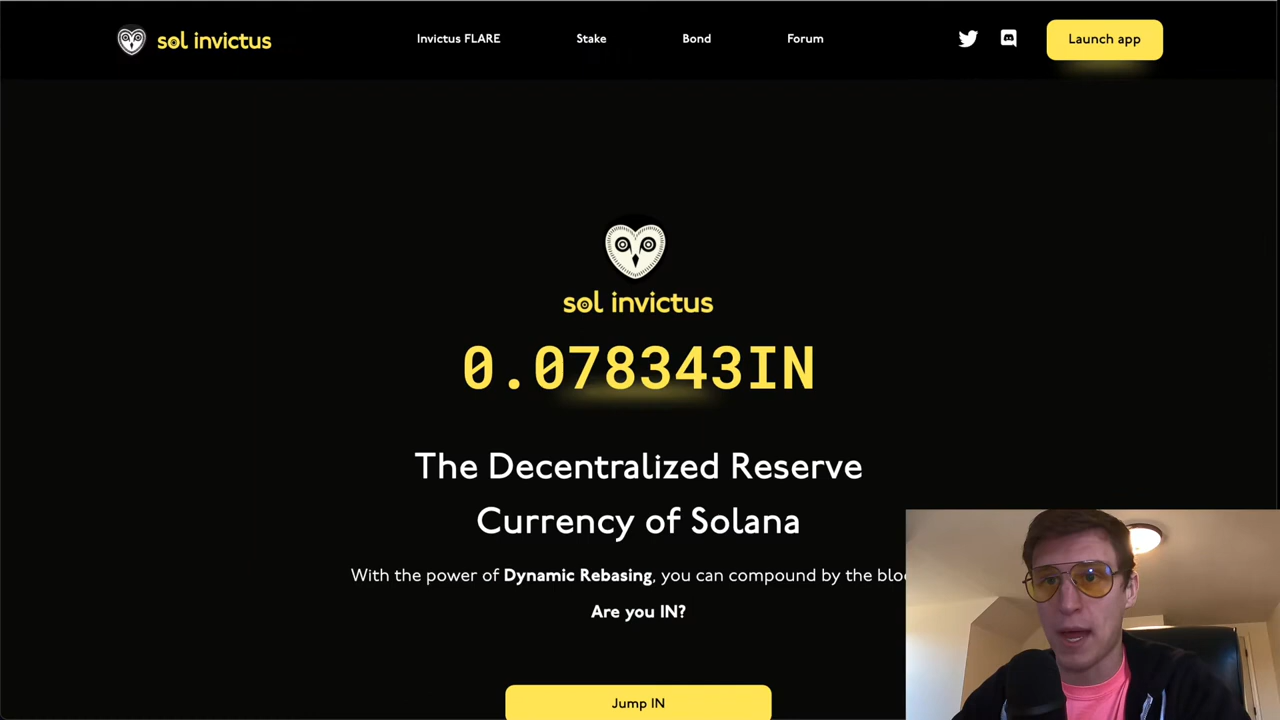 sol invictus
Invictus FLARE
Stake
Bond
Forum
Launch app
sol invictus
0.078343IN
The Decentralized Reserve
Currency of Solana
With the power of Dynamic Rebasing, you can compound by the
Are you IN?
Jump IN